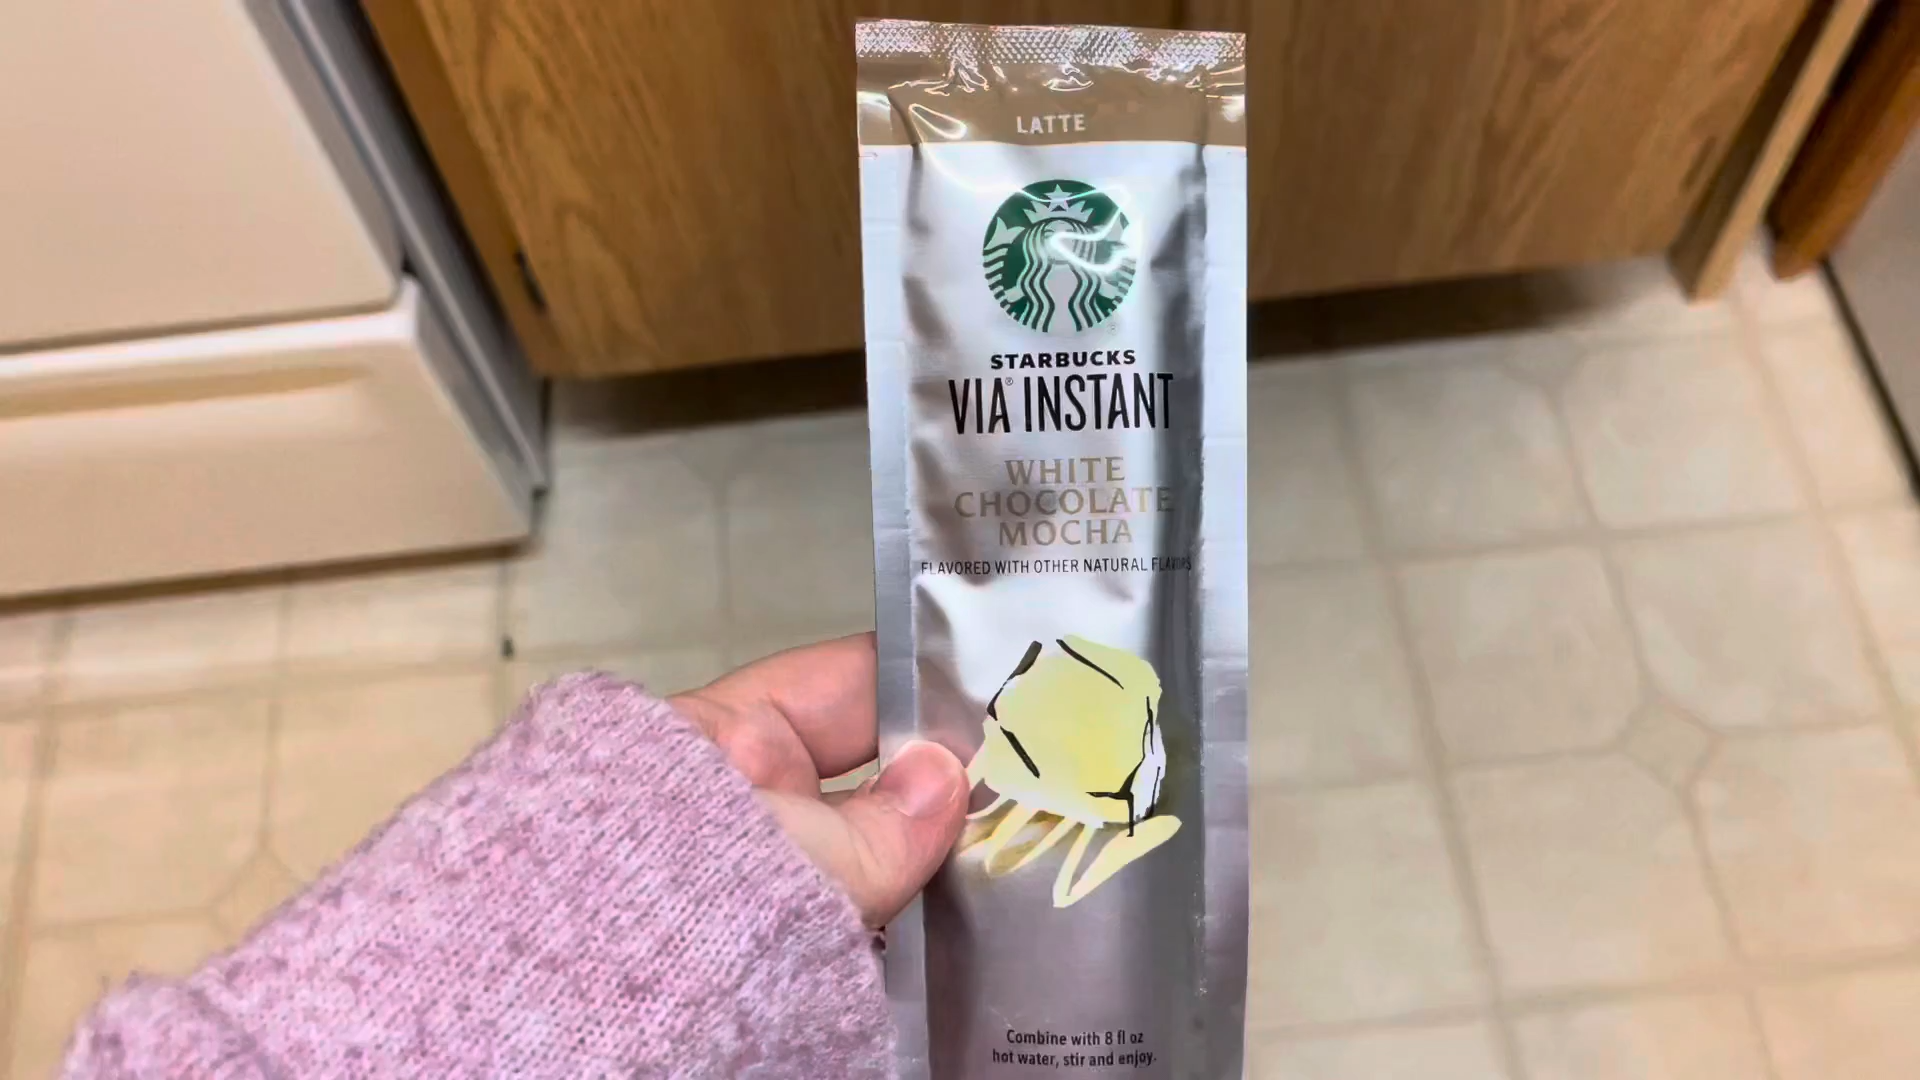 LATTE
STARBUCKS
VIA® INSTANT
WHITE
CHOCOLATE
MOCHA
FLAVORED WITH OTHER NATURAL FLAVORS
Combine with 8 fl oz
hot water, stir and enjoy.